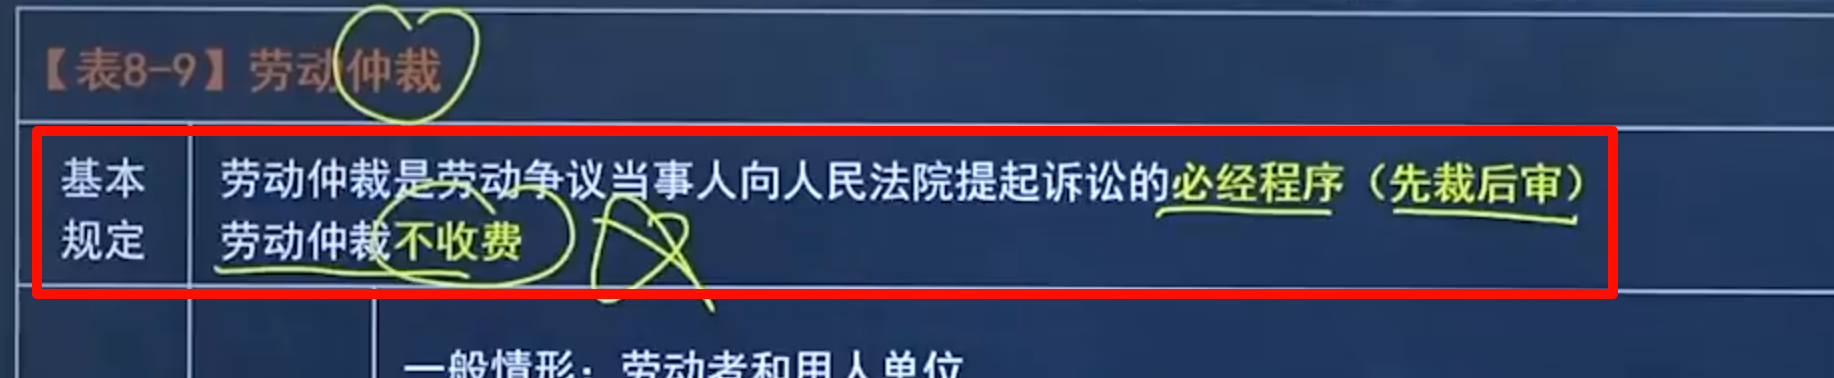 【表8-9】劳动仲裁
基本规定
劳动仲裁是劳动争议当事人向人民法院提起诉讼的必经程序（先裁后审）
劳动仲裁不收费
一般情形：劳动者和用人单位